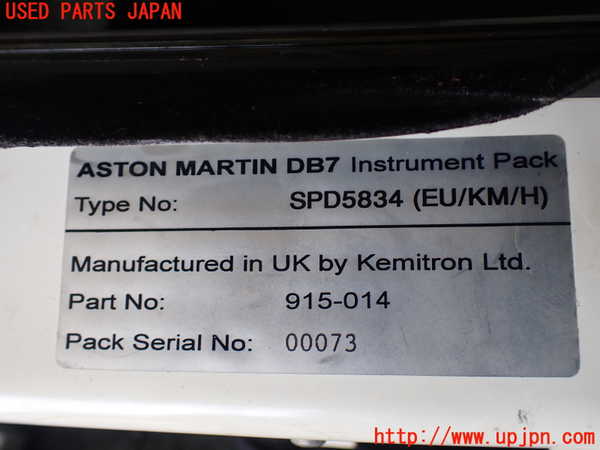 USED PARTS JAPAN
ASTON MARTIN DB7 Instrument Pack
Type No: SPD5834 (EU/KM/H)
Manufactured in UK by Kemitron Ltd.
Part No: 915-014
Pack Serial No: 00073
http://www.upjpn.com/